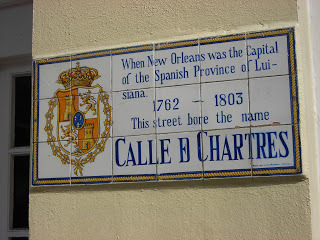 When New Orleans was the Capital
of the Spanish Province of Lui-
siana.
1762 — 1803
This street bore the name
CALLE D CHARTRES